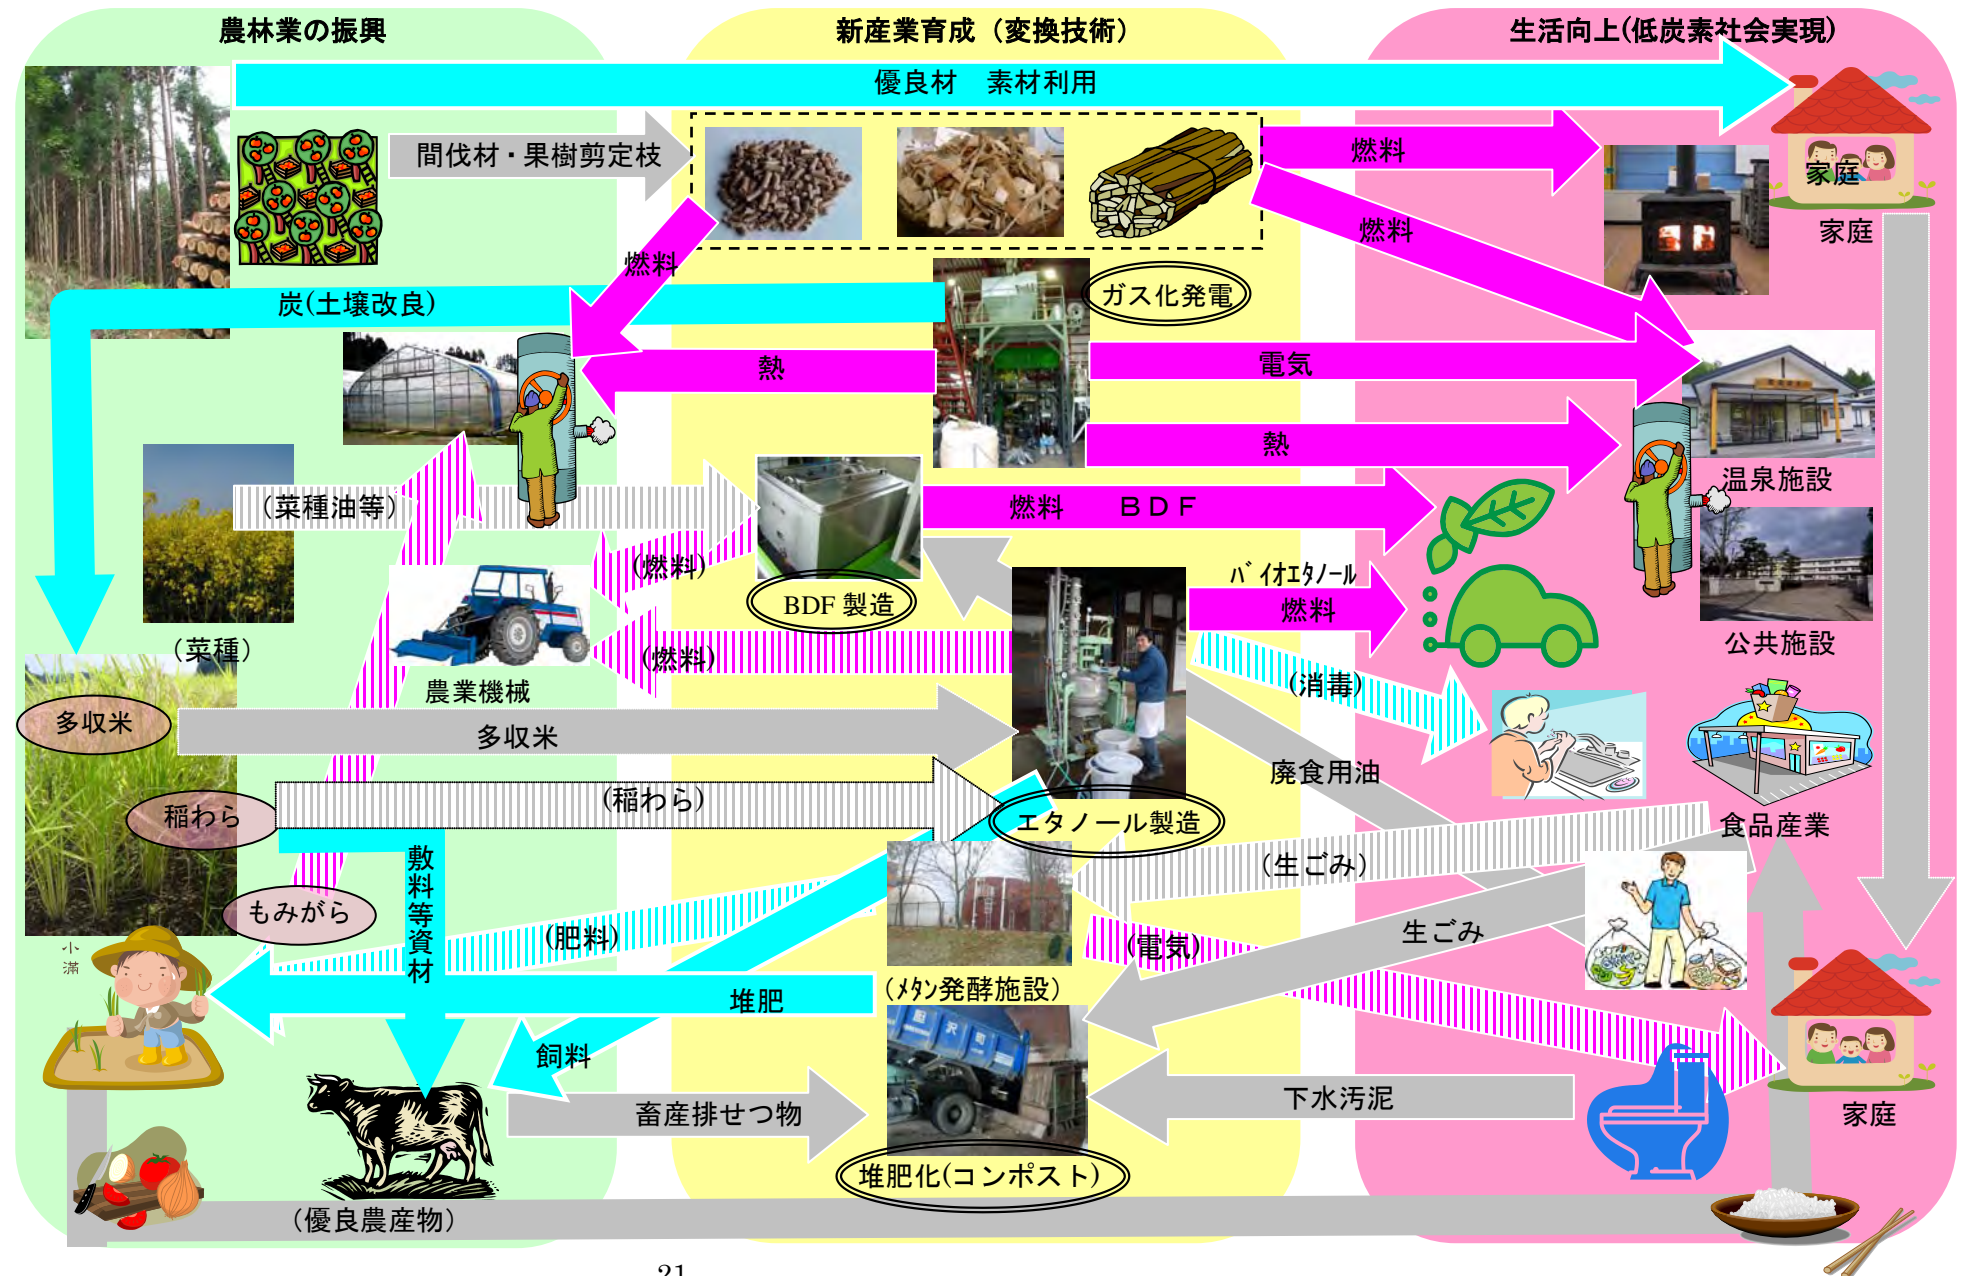 農林業の振興
新産業育成（変換技術）
生活向上(低炭素社会実現)
優良材　素材利用
間伐材・果樹剪定枝
燃料
家庭
家庭
燃料
燃料
ガス化発電
炭(土壌改良)
熱
電気
熱
温泉施設
(菜種油等)
燃料　ＢＤＦ
(燃料)
BDF 製造
ﾊﾞｲｵｴﾀﾉｰﾙ
燃料
公共施設
（菜種）
(燃料)
農業機械
(消毒)
多収米
多収米
廃食用油
稲わら
(稲わら)
エタノール製造
食品産業
敷料等資材
（生ごみ）
もみがら
(肥料)
(電気)
生ごみ
小
滿
堆肥
（ﾒﾀﾝ発酵施設）
飼料
畜産排せつ物
下水汚泥
家庭
堆肥化(コンポスト)
（優良農産物）
21